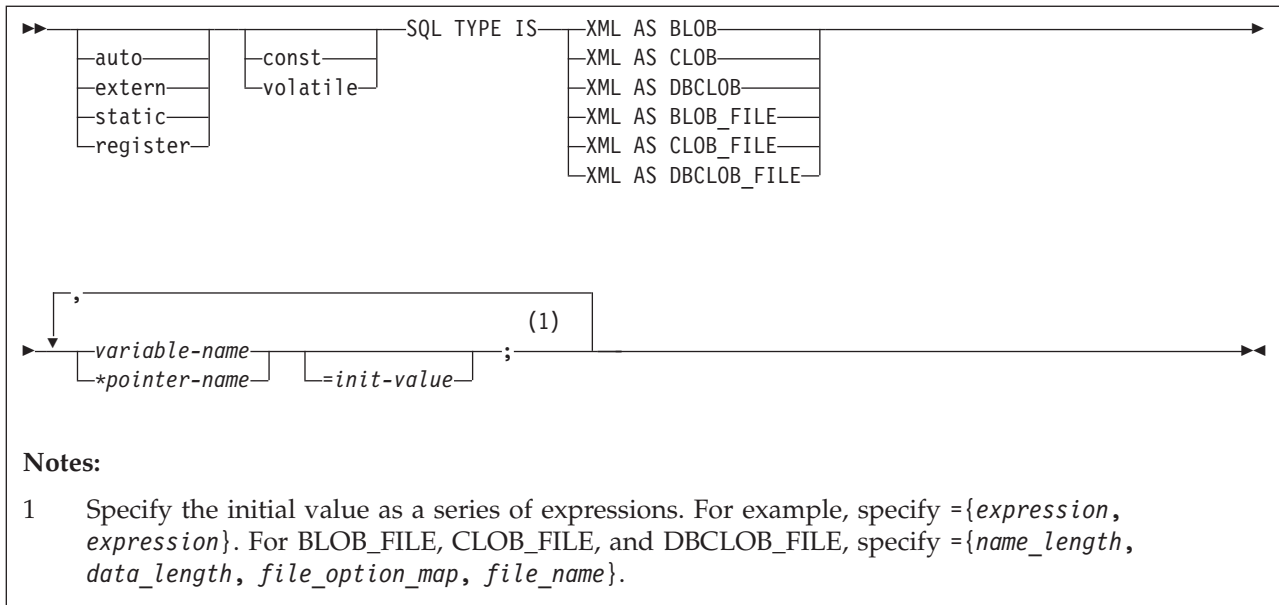 SQL TYPE IS XML AS BLOB
auto const XML AS CLOB
extern volatile XML AS DBCLOB
static XML AS BLOB_FILE
register XML AS CLOB_FILE
XML AS DBCLOB_FILE
,
(1)
variable-name ;
*pointer-name =init-value
Notes:
1 Specify the initial value as a series of expressions. For example, specify ={expression,
expression}. For BLOB_FILE, CLOB_FILE, and DBCLOB_FILE, specify ={name_length,
data_length, file_option_map, file_name}.